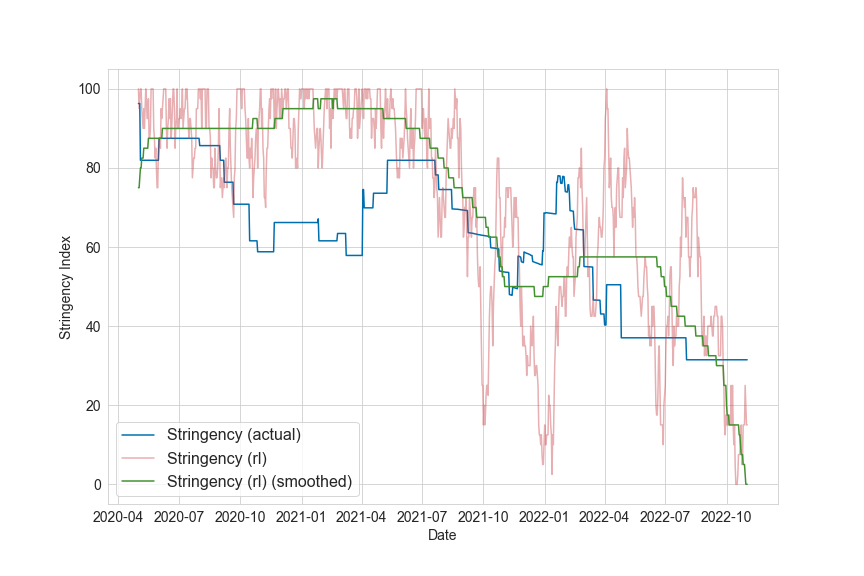 100
80
60
40
20
0
Stringency Index
Stringency (actual)
Stringency (rl)
Stringency (rl) (smoothed)
2020-04 2020-07 2020-10 2021-01 2021-04 2021-07 2021-10 2022-01 2022-04 2022-07 2022-10
Date